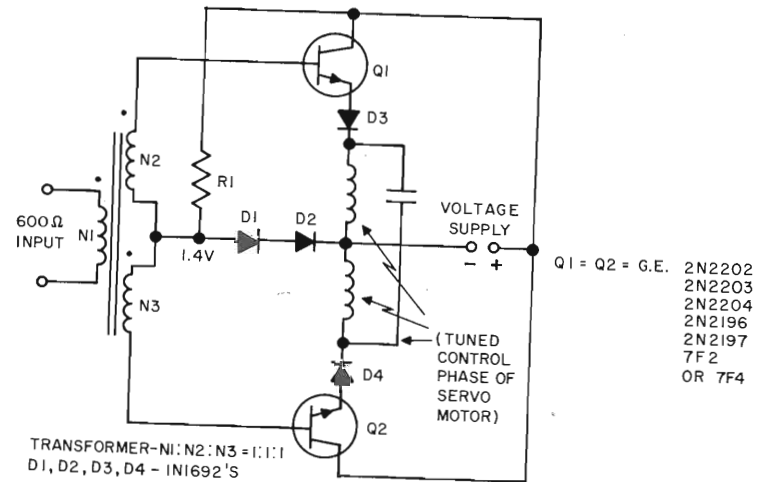 Q1
D3
N2
R1
VOLTAGE
SUPPLY
600Ω
INPUT
N1
D1
D2
1.4V
- +
Q1 = Q2 = G.E. 2N2202
2N2203
2N2204
2N2196
2N2197
7F2
OR 7F4
N3
(TUNED
CONTROL
PHASE OF
SERVO
MOTOR)
D4
Q2
TRANSFORMER-N1:N2:N3=1:1:1
D1, D2, D3, D4 - IN1692'S